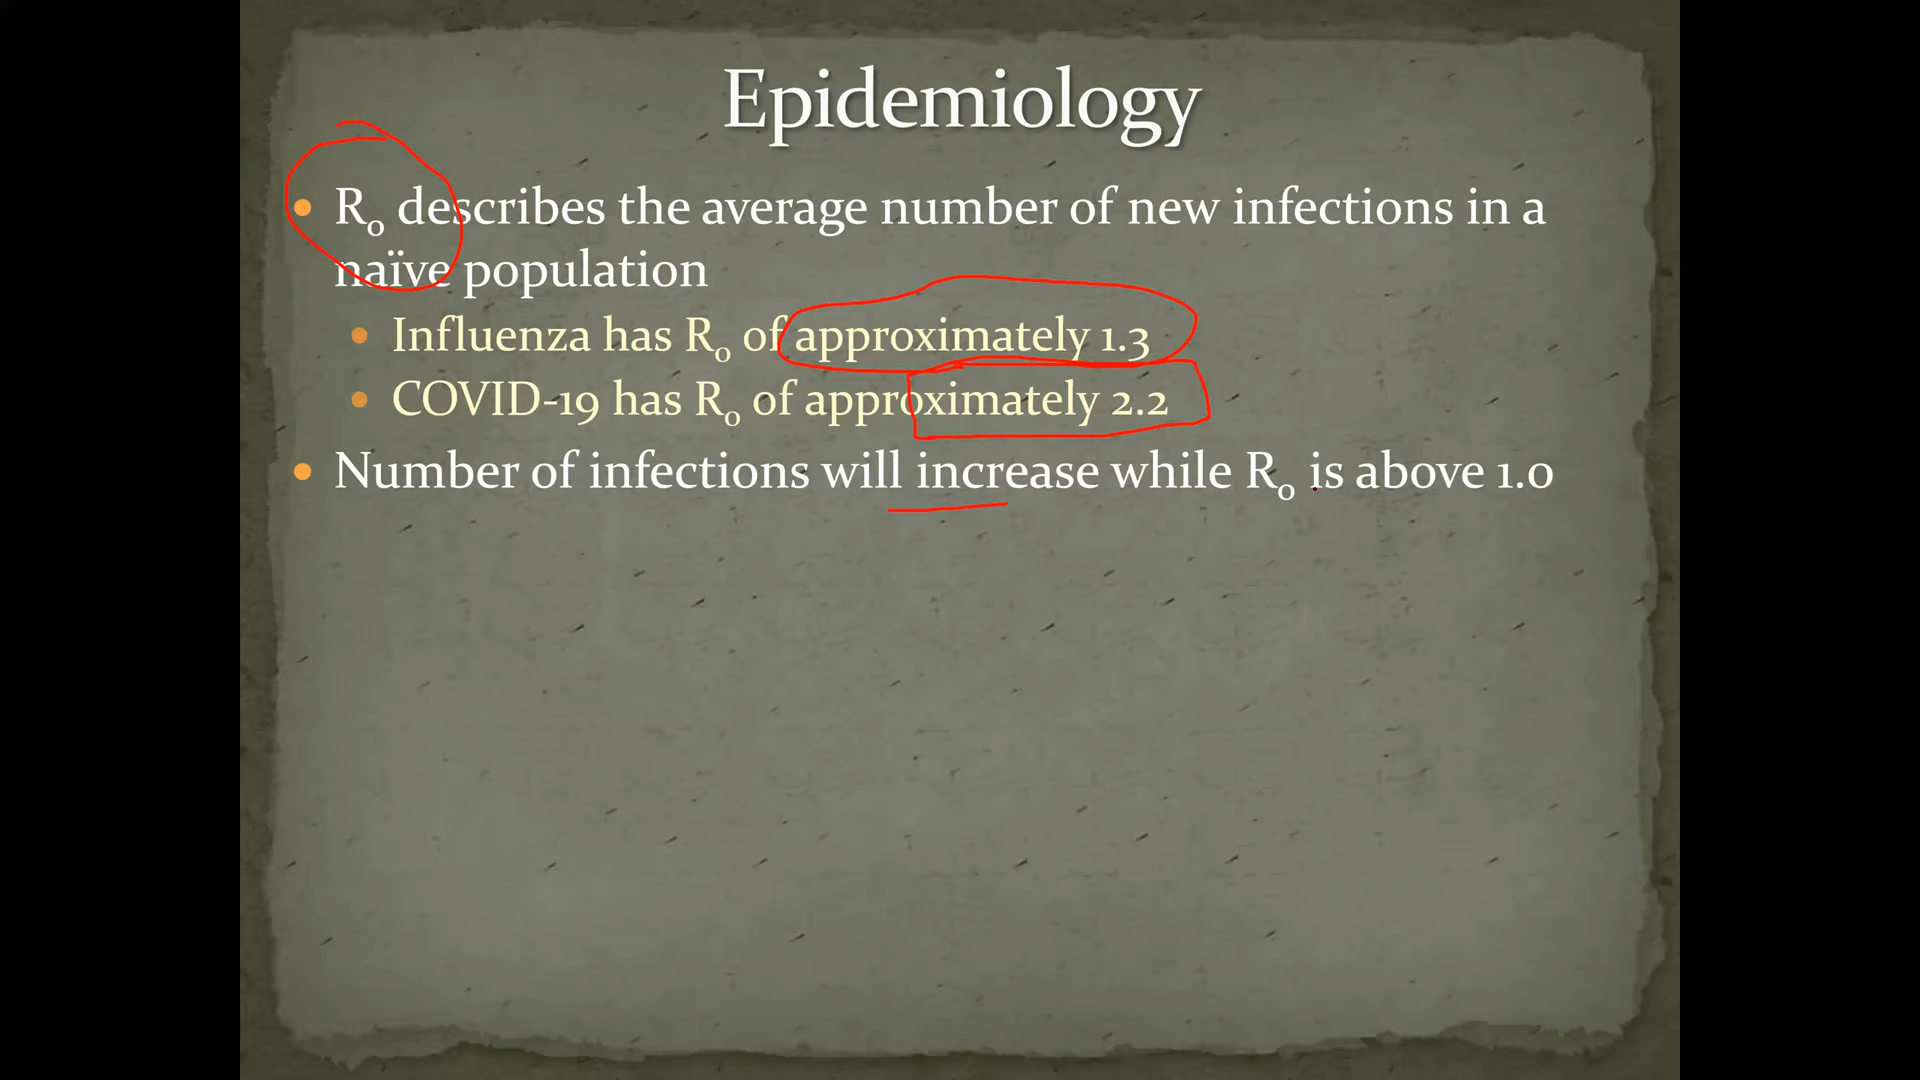 Epidemiology
R₀ describes the average number of new infections in a
naïve population
Influenza has R₀ of approximately 1.3
COVID-19 has R₀ of approximately 2.2
Number of infections will increase while R₀ is above 1.0